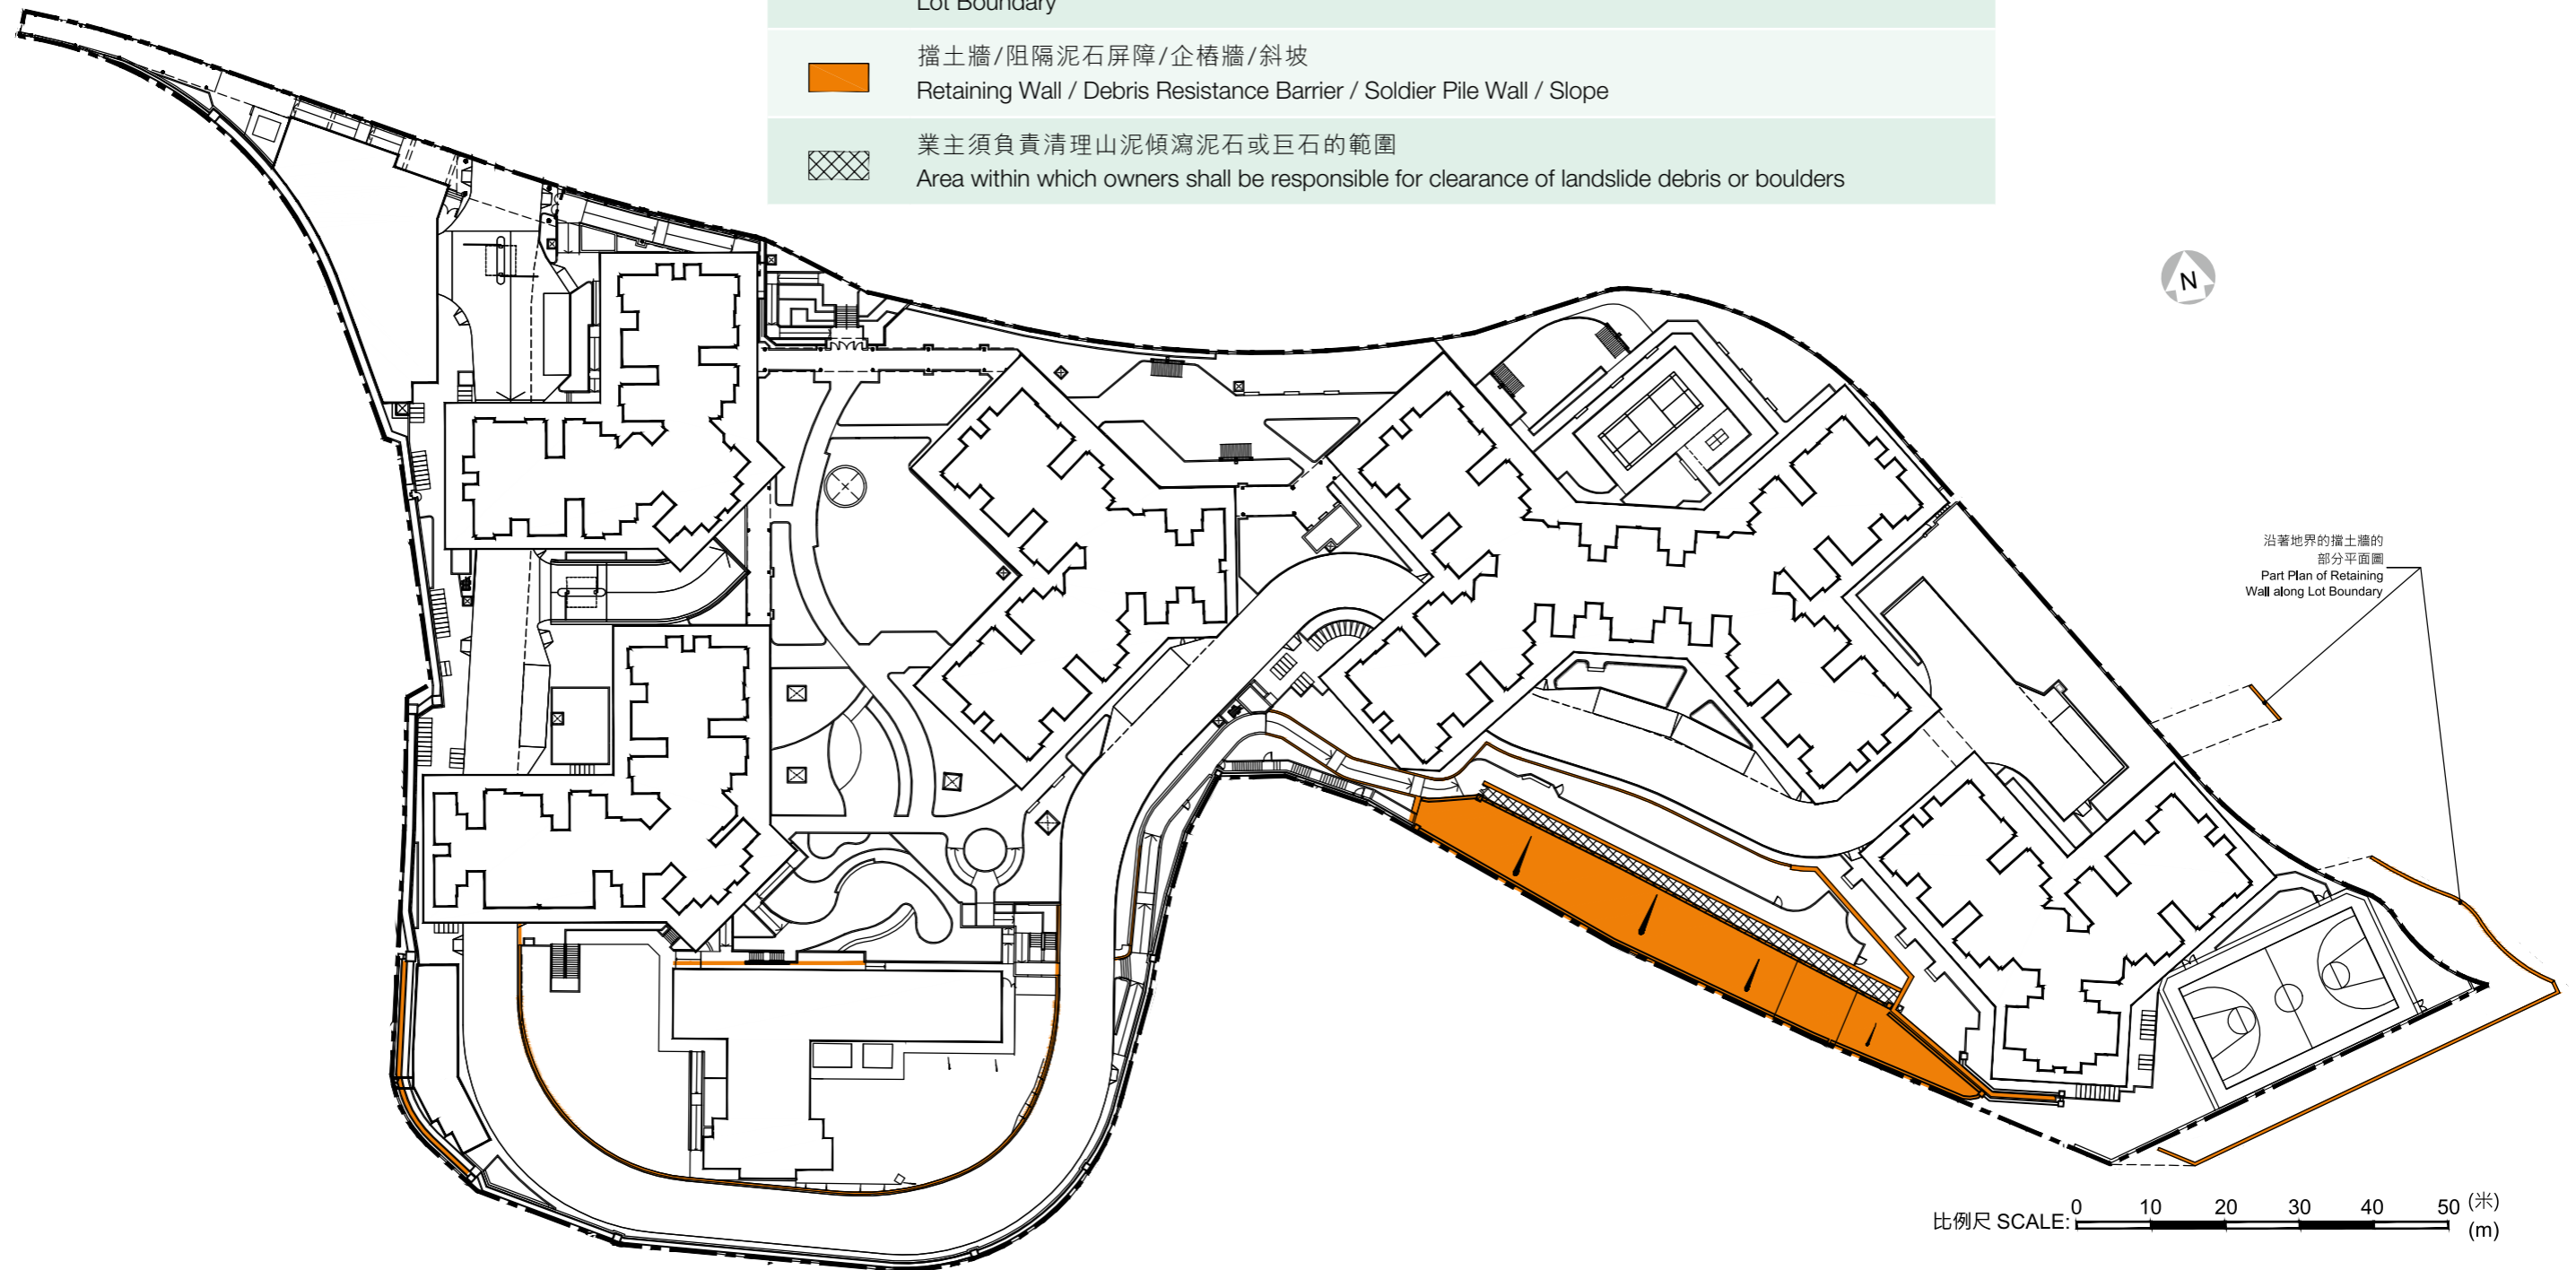 Lot Boundary
擋土牆/阻隔泥石屏障/企樁牆/斜坡
Retaining Wall / Debris Resistance Barrier / Soldier Pile Wall / Slope
業主須負責清理山泥傾瀉泥石或巨石的範圍
Area within which owners shall be responsible for clearance of landslide debris or boulders
N
沿著地界的擋土牆的
部分平面圖
Part Plan of Retaining
Wall along Lot Boundary
比例尺 SCALE: 0 10 20 30 40 50 (米)
(m)